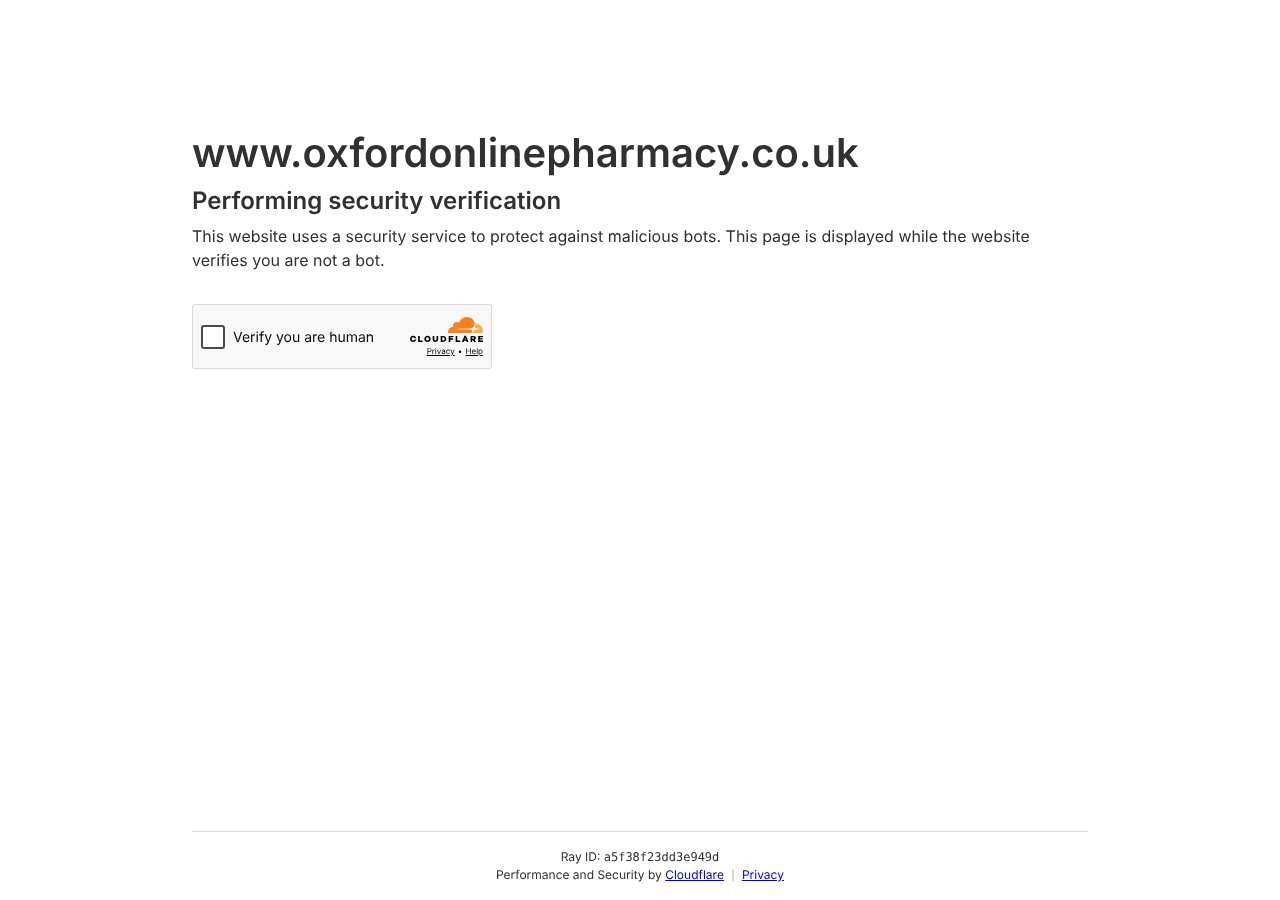 www.oxfordonlinepharmacy.co.uk
Performing security verification
This website uses a security service to protect against malicious bots. This page is displayed while the website
verifies you are not a bot.
Verify you are human
CLOUDFLARE
Privacy • Help
Ray ID: a5f38f23dd3e949d
Performance and Security by Cloudflare | Privacy